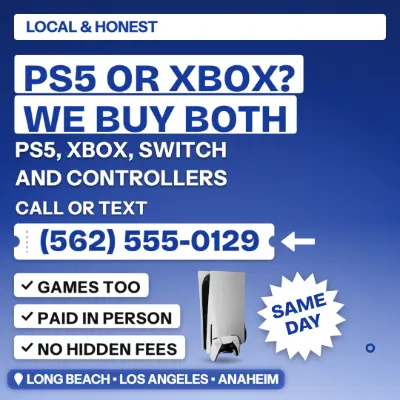 LOCAL & HONEST
PS5 OR XBOX?
WE BUY BOTH
PS5, XBOX, SWITCH
AND CONTROLLERS
CALL OR TEXT
(562) 555-0129
GAMES TOO
PAID IN PERSON
NO HIDDEN FEES
SAME
DAY
LONG BEACH • LOS ANGELES • ANAHEIM